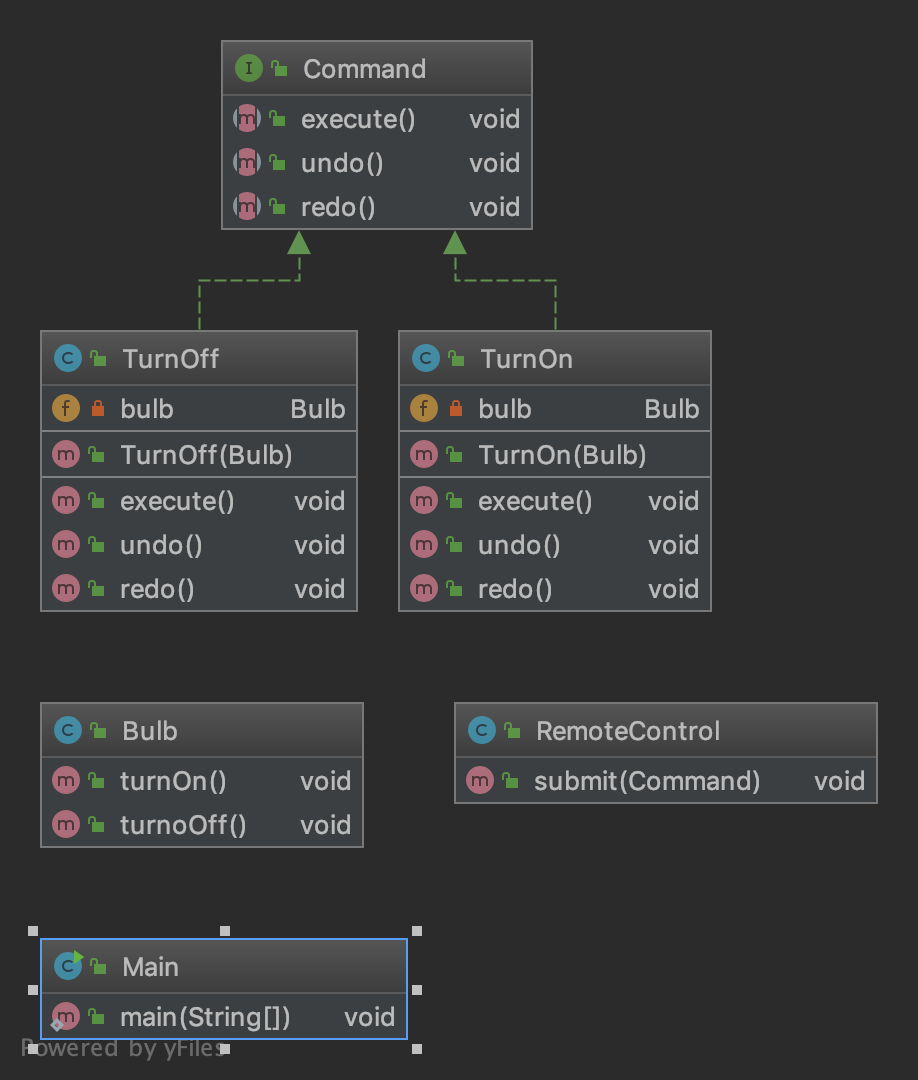 Command
execute() void
undo() void
redo() void
TurnOff
bulb Bulb
TurnOff(Bulb)
execute() void
undo() void
redo() void
TurnOn
bulb Bulb
TurnOn(Bulb)
execute() void
undo() void
redo() void
Bulb
turnOn() void
turnoOff() void
RemoteControl
submit(Command) void
Main
main(String[]) void
Powered by yFiles